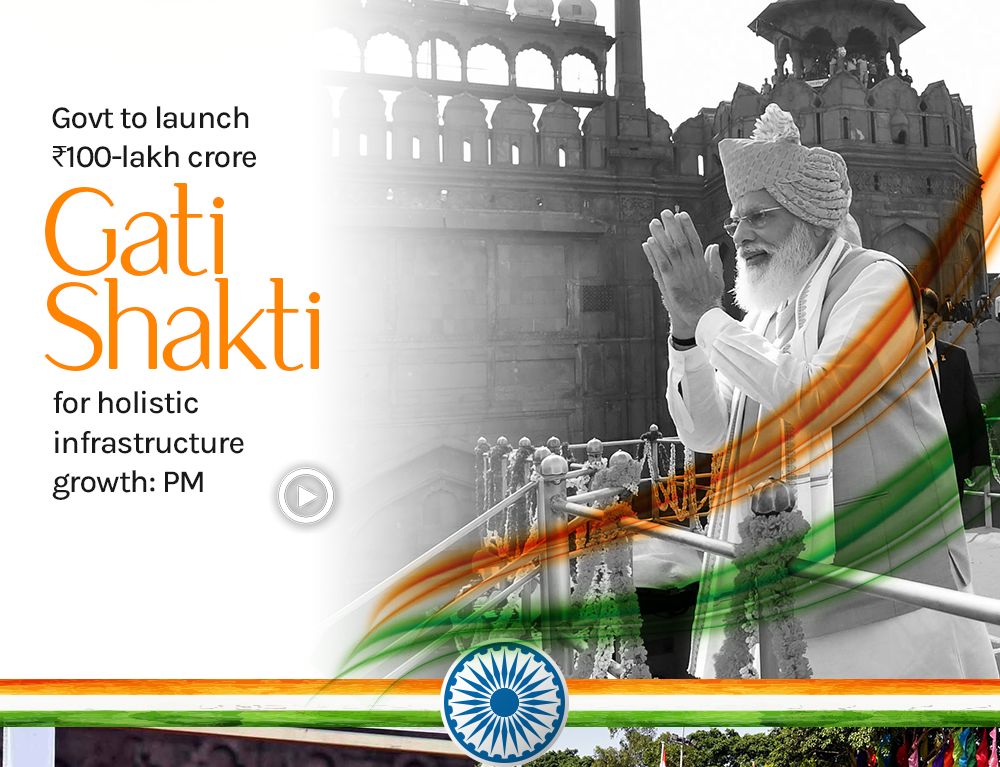 Govt to launch
₹100-lakh crore
Gati
Shakti
for holistic
infrastructure
growth: PM